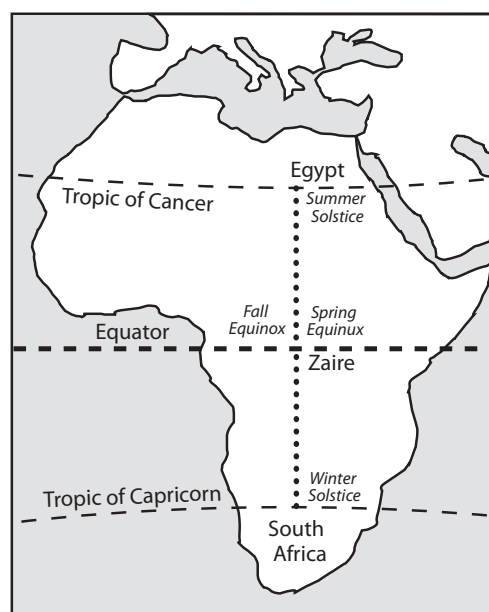 Egypt
Tropic of Cancer
Summer
Solstice
Fall
Equinox
Spring
Equinux
Equator
Zaire
Winter
Solstice
Tropic of Capricorn
South
Africa